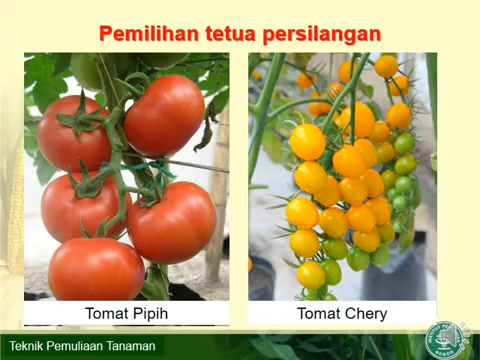 Pemilihan tetua persilangan
Tomat Pipih
Tomat Chery
Teknik Pemuliaan Tanaman